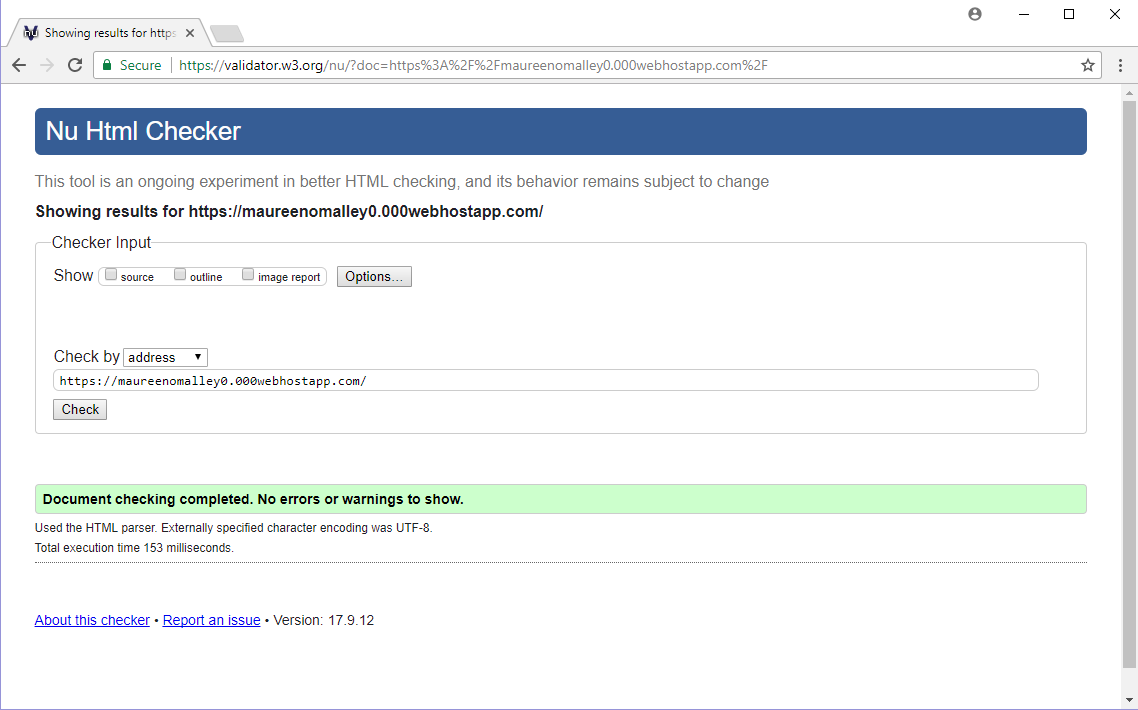 Showing results for https
Secure https://validator.w3.org/nu/?doc=https%3A%2F%2Fmaureenomalley0.000webhostapp.com%2F
Nu Html Checker
This tool is an ongoing experiment in better HTML checking, and its behavior remains subject to change
Showing results for https://maureenomalley0.000webhostapp.com/
Checker Input
Show source outline image report Options...
Check by address
https://maureenomalley0.000webhostapp.com/
Check
Document checking completed. No errors or warnings to show.
Used the HTML parser. Externally specified character encoding was UTF-8.
Total execution time 153 milliseconds.
About this checker • Report an issue • Version: 17.9.12